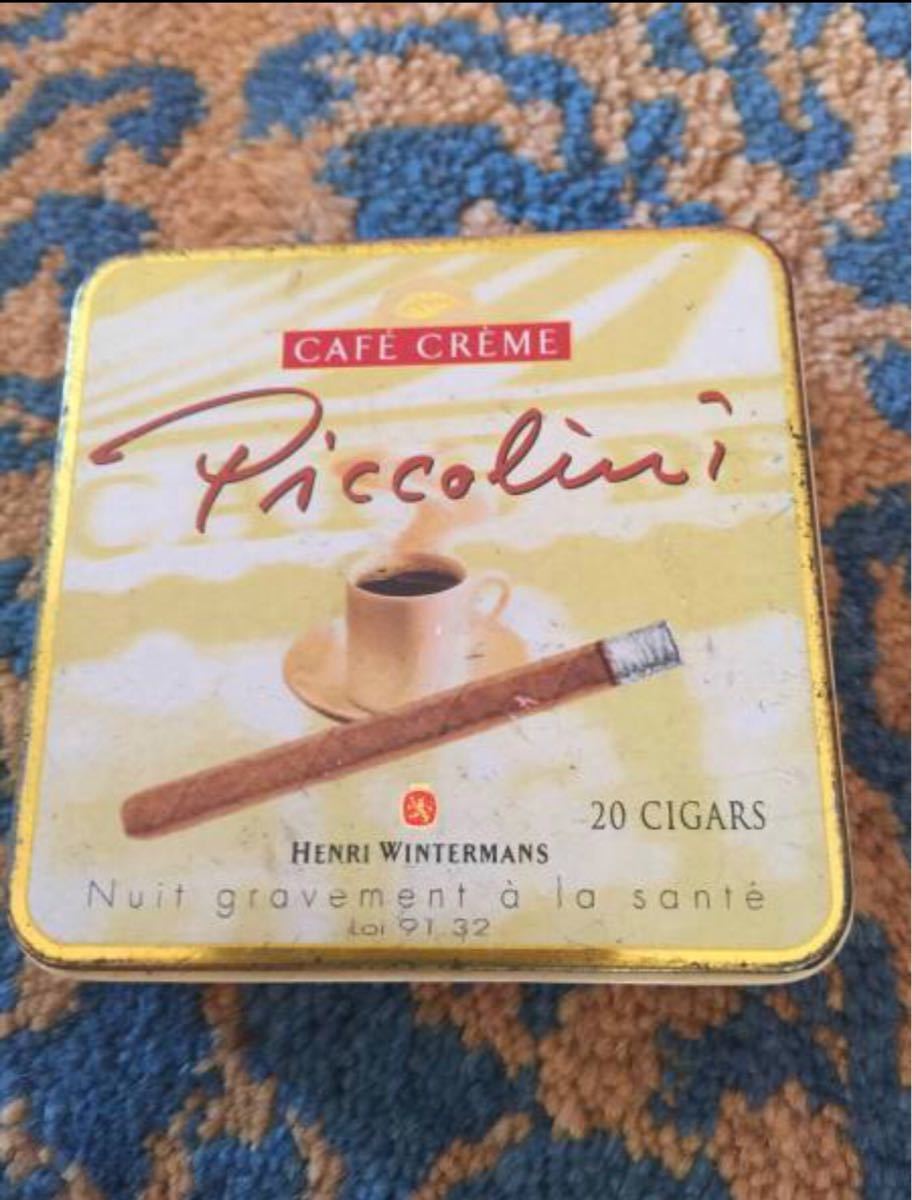 CAFÉ CRÈME
Piccolini
20 CIGARS
HENRI WINTERMANS
Nuit gravement à la santé
Loi 91.32